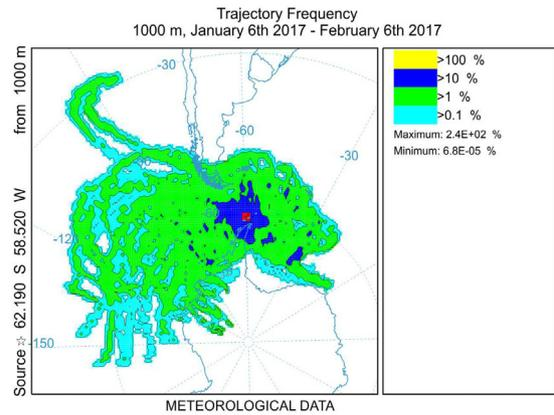 Trajectory Frequency
1000 m, January 6th 2017 - February 6th 2017
Source ☆ 62.190 S 58.520 W from 1000 m
-30
-60
-30
-150
>100 %
>10 %
>1 %
>0.1 %
Maximum: 2.4E+02 %
Minimum: 6.8E-05 %
METEOROLOGICAL DATA